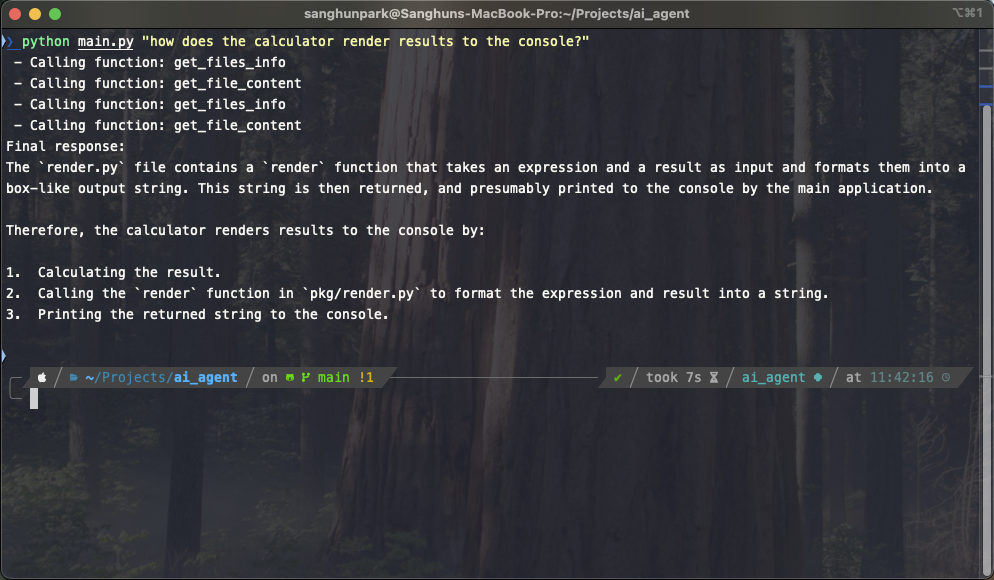 sanghunpark@Sanghuns-MacBook-Pro:~/Projects/ai_agent ⌥⌘1
❯ python main.py "how does the calculator render results to the console?"
- Calling function: get_files_info
- Calling function: get_file_content
- Calling function: get_files_info
- Calling function: get_file_content
Final response:
The `render.py` file contains a `render` function that takes an expression and a result as input and formats them into a
box-like output string. This string is then returned, and presumably printed to the console by the main application.
Therefore, the calculator renders results to the console by:
1.  Calculating the result.
2.  Calling the `render` function in `pkg/render.py` to format the expression and result into a string.
3.  Printing the returned string to the console.
~/Projects/ai_agent on main !1 ✔ took 7s ai_agent at 11:42:16